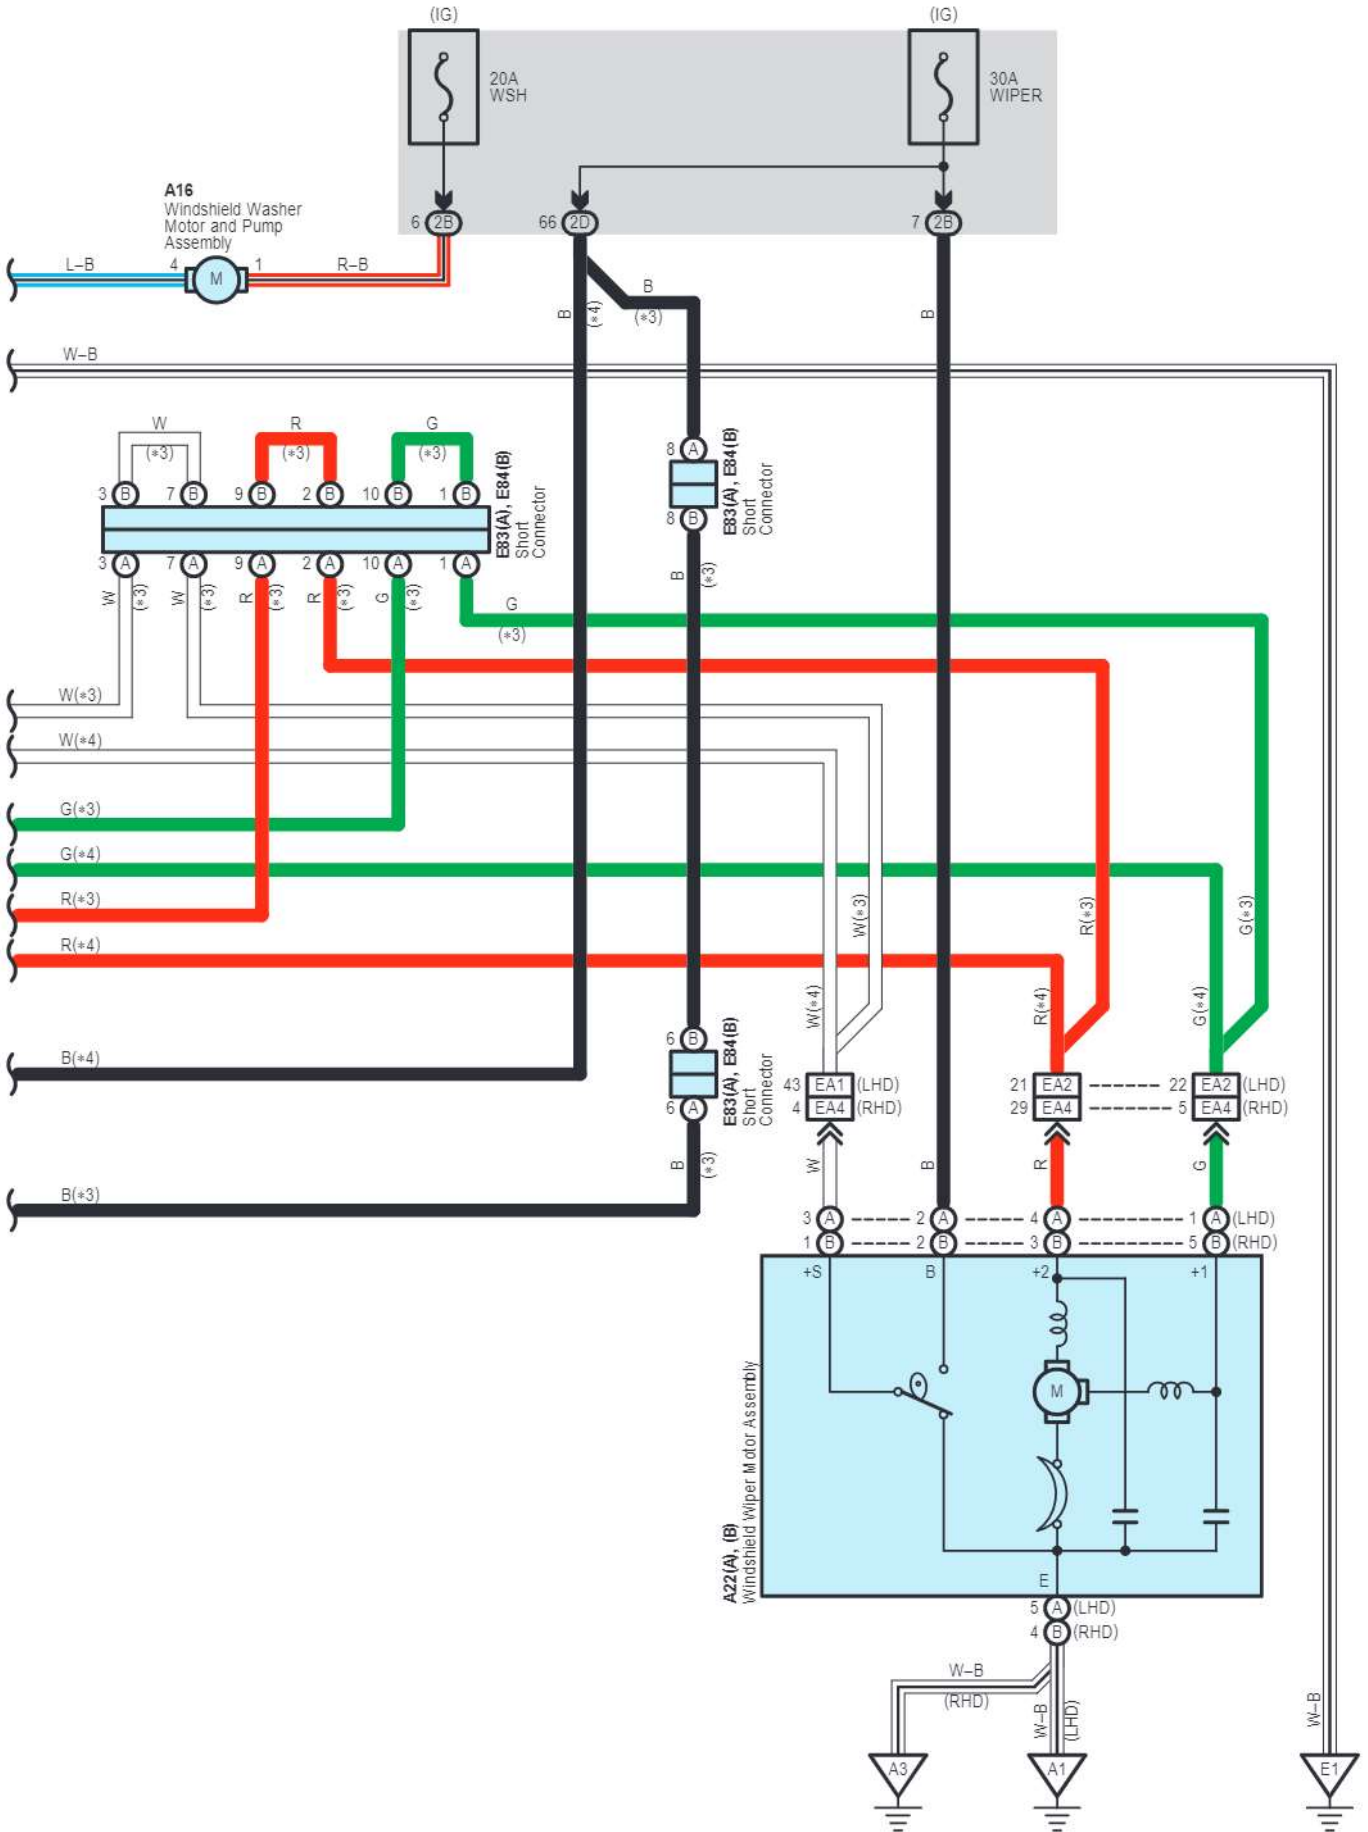 (IG)
(IG)
20A
WSH
30A
WIPER
6 2B
66 2D
7 2B
A16
Windshield Washer
Motor and Pump
Assembly
L–B
4
M
1
R–B
B
(∗4)
B
(∗3)
B
W–B
W
(∗3)
R
(∗3)
G
(∗3)
3 B
7 B
9 B
2 B
10 B
1 B
E83(A), E84(B)
Short
Connector
3 A
7 A
9 A
2 A
10 A
1 A
8 A
8 B
E83(A), E84(B)
Short
Connector
W
(∗3)
W
(∗3)
R
(∗3)
R
(∗3)
G
(∗3)
G
(∗3)
B
(∗3)
W(∗3)
W(∗4)
G(∗3)
G(∗4)
R(∗3)
R(∗4)
W(∗3)
R(∗3)
G(∗3)
W(∗4)
R(∗4)
G(∗4)
B(∗4)
6 B
6 A
E83(A), E84(B)
Short
Connector
43 EA1 (LHD)
4 EA4 (RHD)
21 EA2
29 EA4
22 EA2 (LHD)
5 EA4 (RHD)
B
(∗3)
W
B
R
G
B(∗3)
3 A
2 A
4 A
1 A (LHD)
1 B
2 B
3 B
5 B (RHD)
+S
B
+2
+1
M
A22(A), (B)
Windshield Wiper Motor Assembly
E
5 A (LHD)
4 B (RHD)
W–B
(RHD)
W–B
(LHD)
W–B
A3
A1
E1